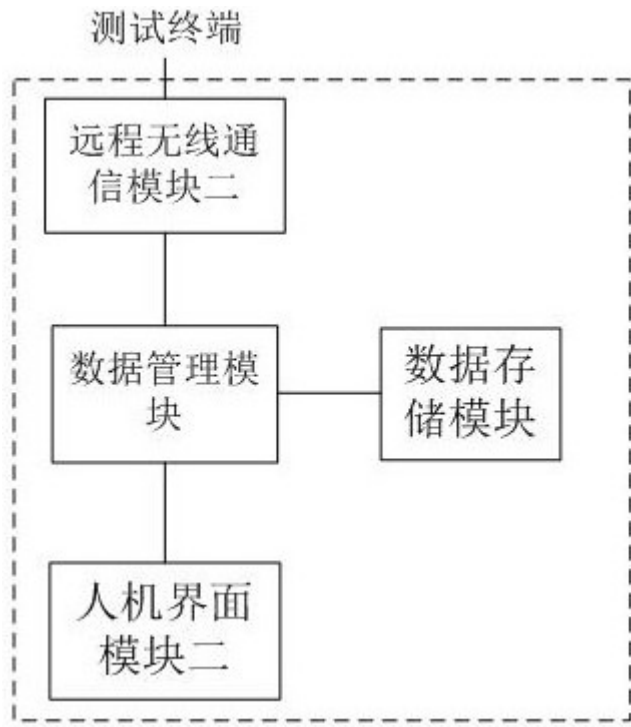 测试终端
远程无线通
信模块二
数据管理模
块
数据存
储模块
人机界面
模块二